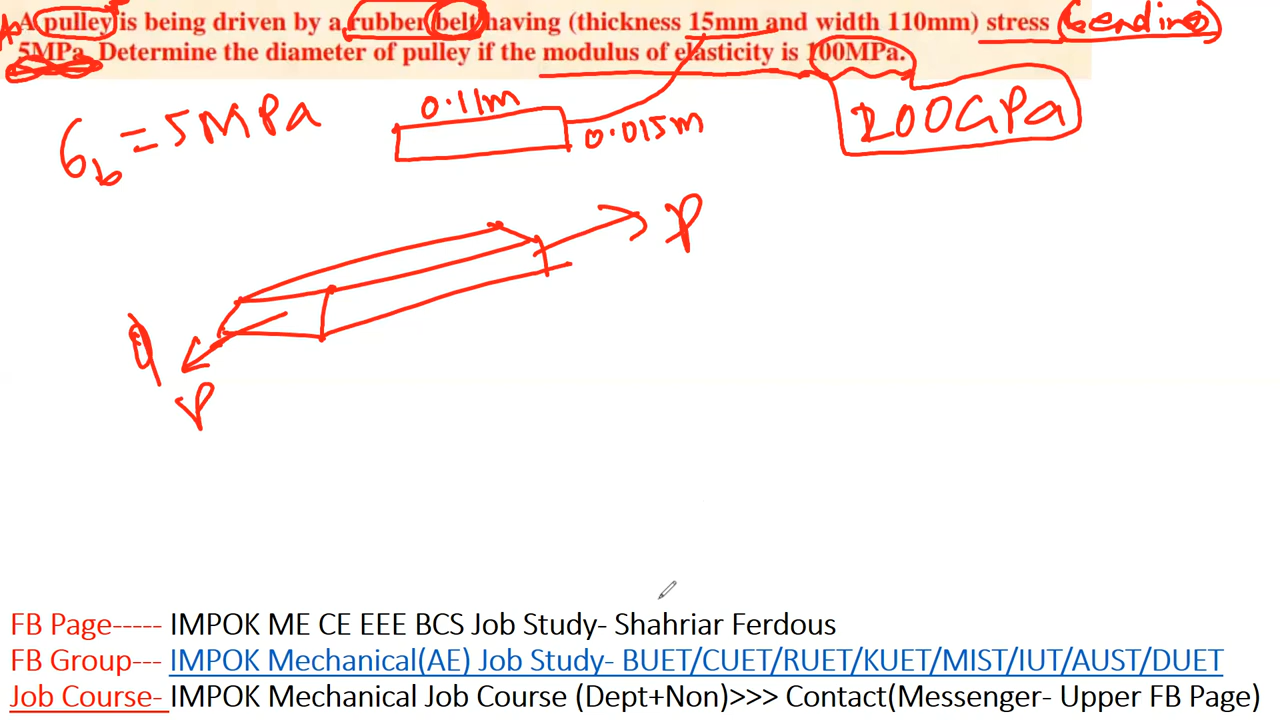 A pulley is being driven by a rubber belt having (thickness 15mm and width 110mm) stress (bending)
5MPa. Determine the diameter of pulley if the modulus of elasticity is 100MPa.
0.11m
200GPa
σb = 5MPa
0.015m
P
P
FB Page----- IMPOK ME CE EEE BCS Job Study- Shahriar Ferdous
FB Group--- IMPOK Mechanical(AE) Job Study- BUET/CUET/RUET/KUET/MIST/IUT/AUST/DUET
Job Course- IMPOK Mechanical Job Course (Dept+Non)>>> Contact(Messenger- Upper FB Page)